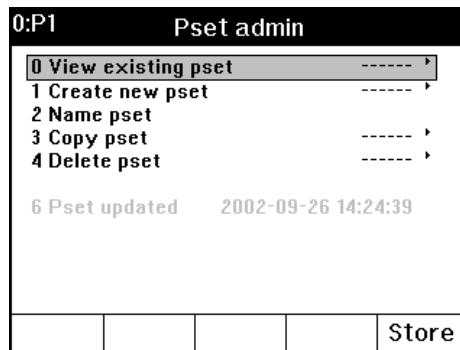 0:P1 Pset admin
0 View existing pset ------
1 Create new pset ------
2 Name pset
3 Copy pset ------
4 Delete pset ------
6 Pset updated 2002-09-26 14:24:39
Store